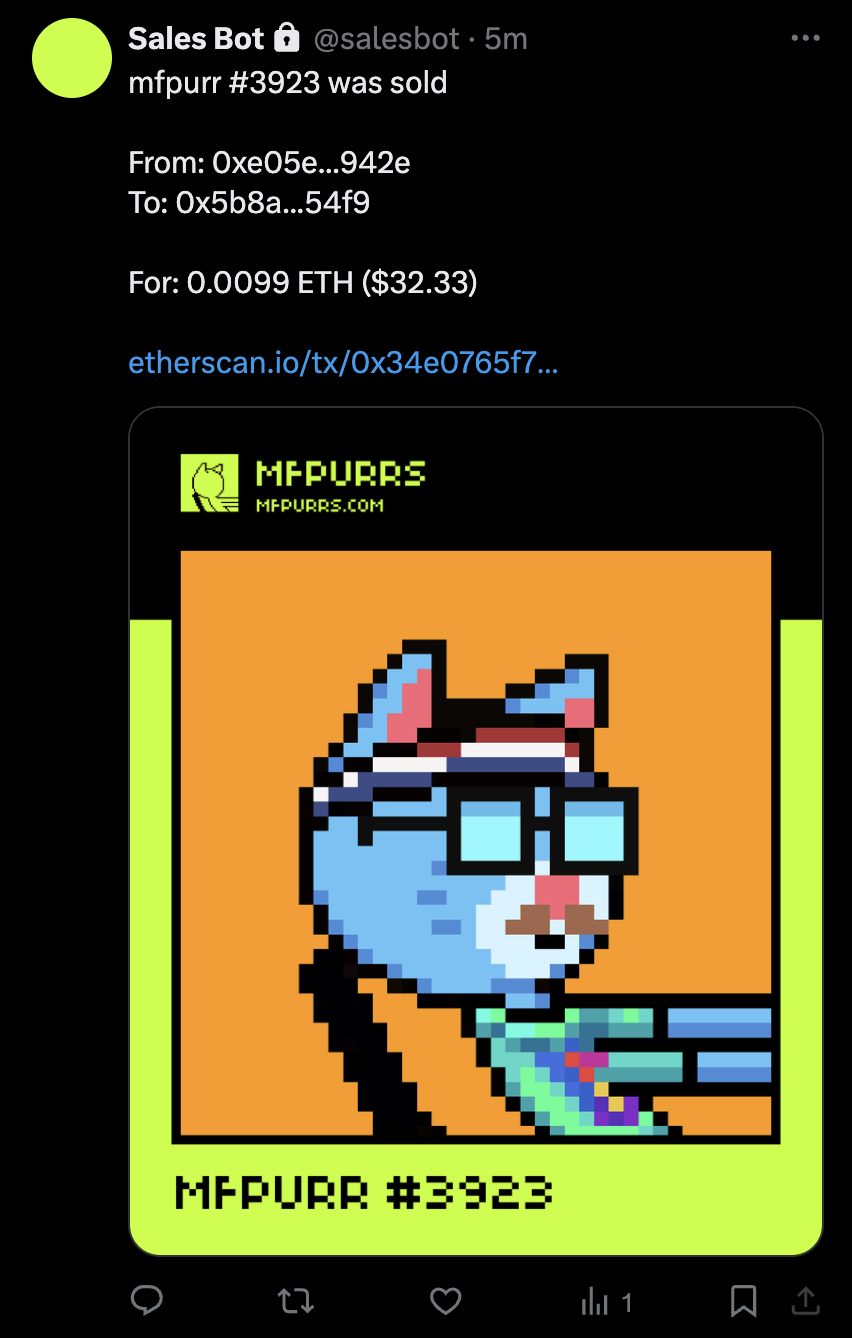 Sales Bot @salesbot · 5m
mfpurr #3923 was sold
From: 0xe05e...942e
To: 0x5b8a...54f9
For: 0.0099 ETH ($32.33)
etherscan.io/tx/0x34e0765f7...
MFPURRS
MFPURRS.COM
MFPURR #3923
1